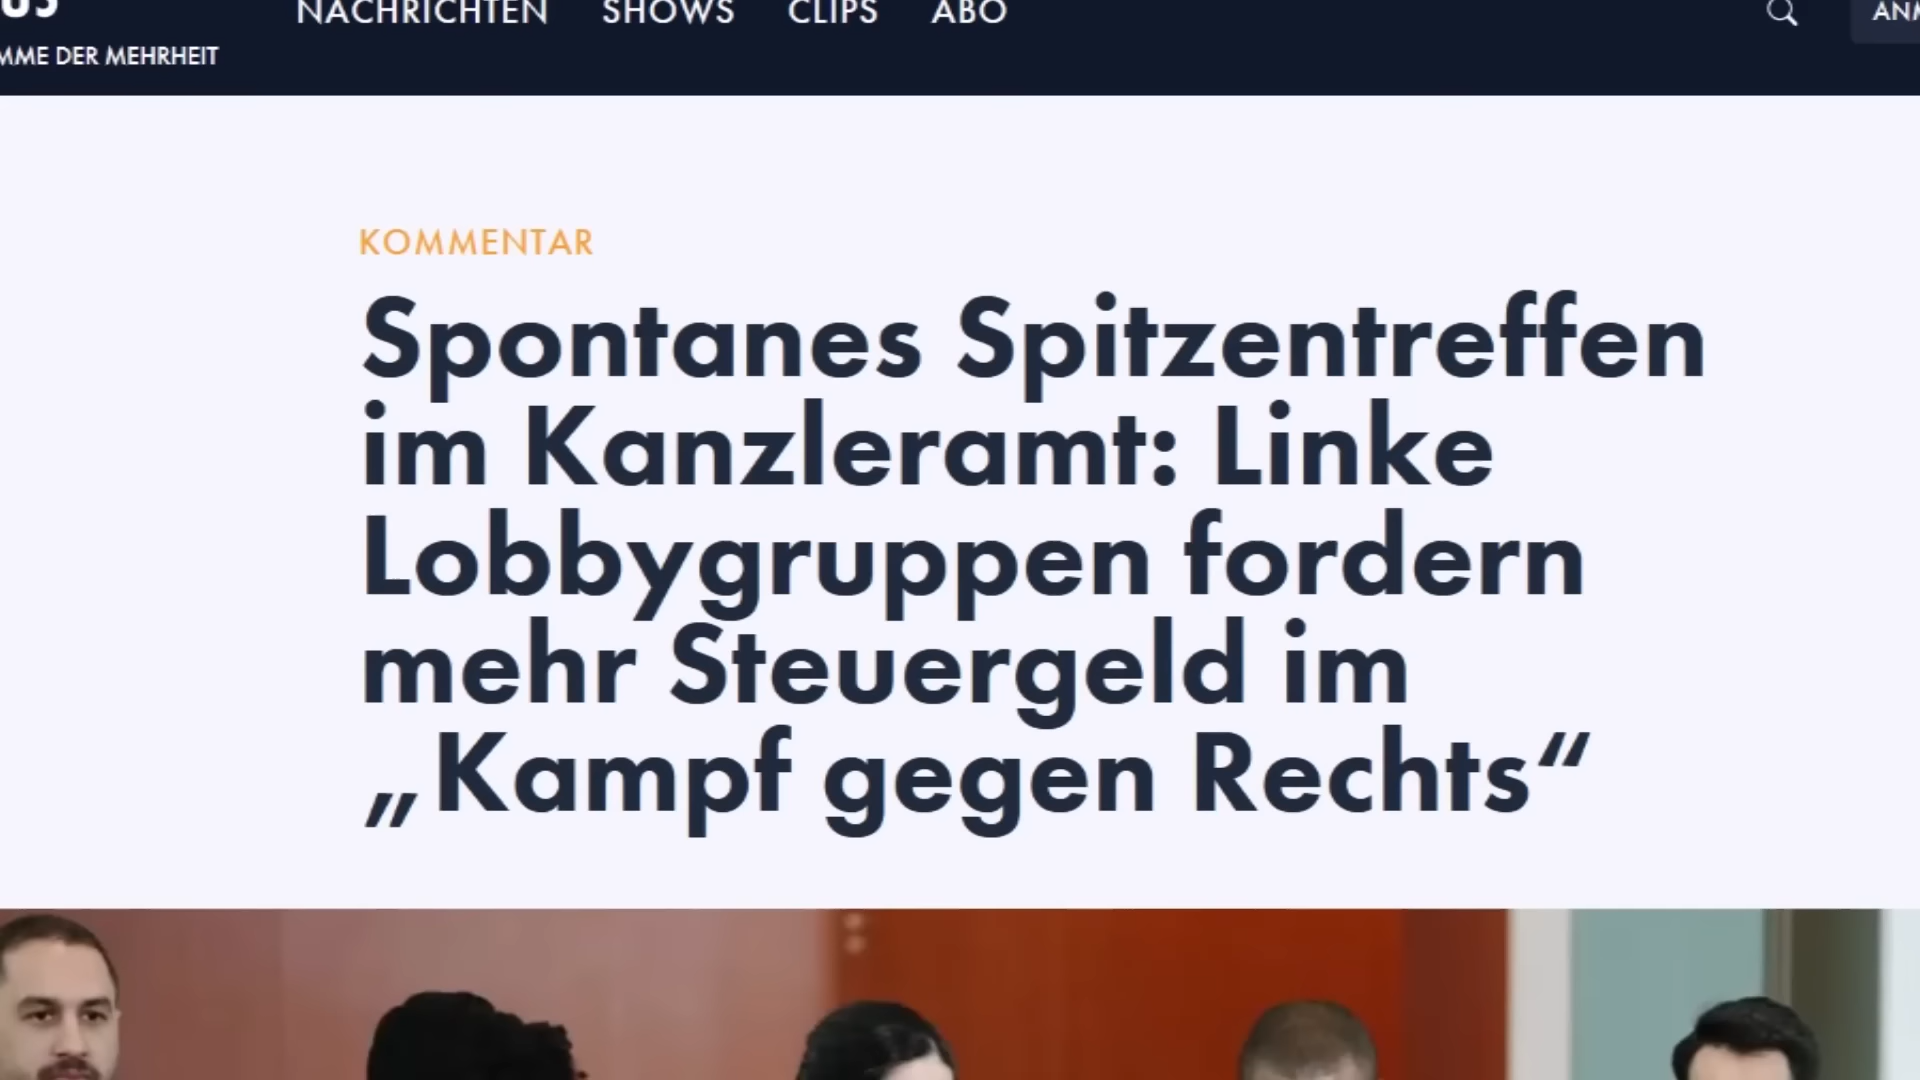 NACHRICHTEN SHOWS CLIPS ABO
DER MEHRHEIT
KOMMENTAR
Spontanes Spitzentreffen
im Kanzleramt: Linke
Lobbygruppen fordern
mehr Steuergeld im
„Kampf gegen Rechts“